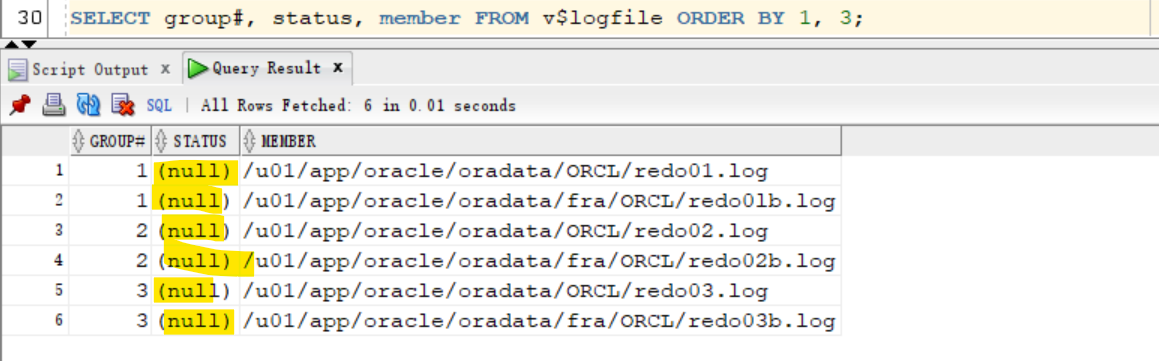 30 SELECT group#, status, member FROM v$logfile ORDER BY 1, 3;
Script Output x Query Result x
SQL | All Rows Fetched: 6 in 0.01 seconds
GROUP# STATUS MEMBER
1 1 (null) /u01/app/oracle/oradata/ORCL/redo01.log
2 1 (null) /u01/app/oracle/oradata/fra/ORCL/redo01b.log
3 2 (null) /u01/app/oracle/oradata/ORCL/redo02.log
4 2 (null) /u01/app/oracle/oradata/fra/ORCL/redo02b.log
5 3 (null) /u01/app/oracle/oradata/ORCL/redo03.log
6 3 (null) /u01/app/oracle/oradata/fra/ORCL/redo03b.log